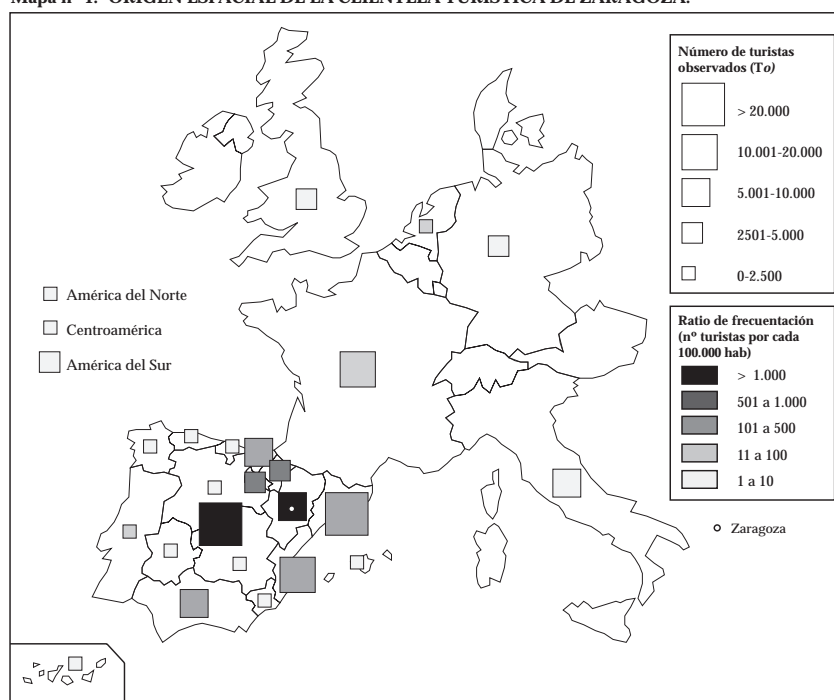 Mapa nº 1. ORIGEN ESPACIAL DE LA CLIENTELA TURISTICA DE ZARAGOZA.
Número de turistas
observados (To)
> 20.000
10.001-20.000
5.001-10.000
2501-5.000
0-2.500
América del Norte
Centroamérica
América del Sur
Ratio de frecuentación
(nº turistas por cada
100.000 hab)
> 1.000
501 a 1.000
101 a 500
11 a 100
1 a 10
Zaragoza